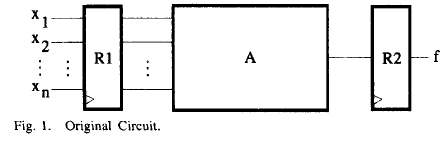 x1
x2
R1
A
R2
f
xn
Fig. 1. Original Circuit.